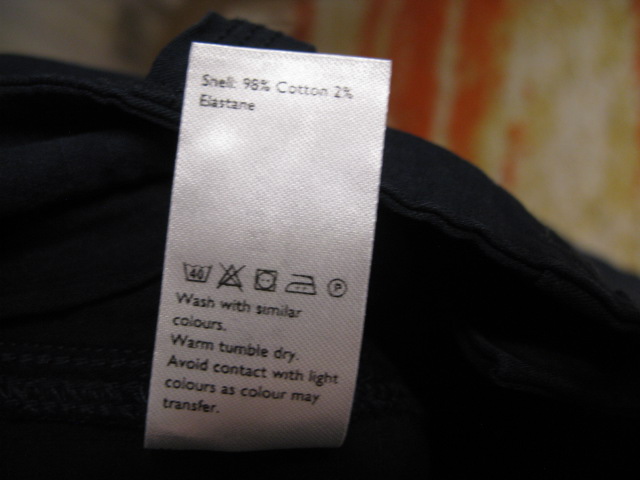 Shell: 98% Cotton 2%
Elastane
40 P
Wash with similar
colours.
Warm tumble dry.
Avoid contact with light
colours as colour may
transfer.